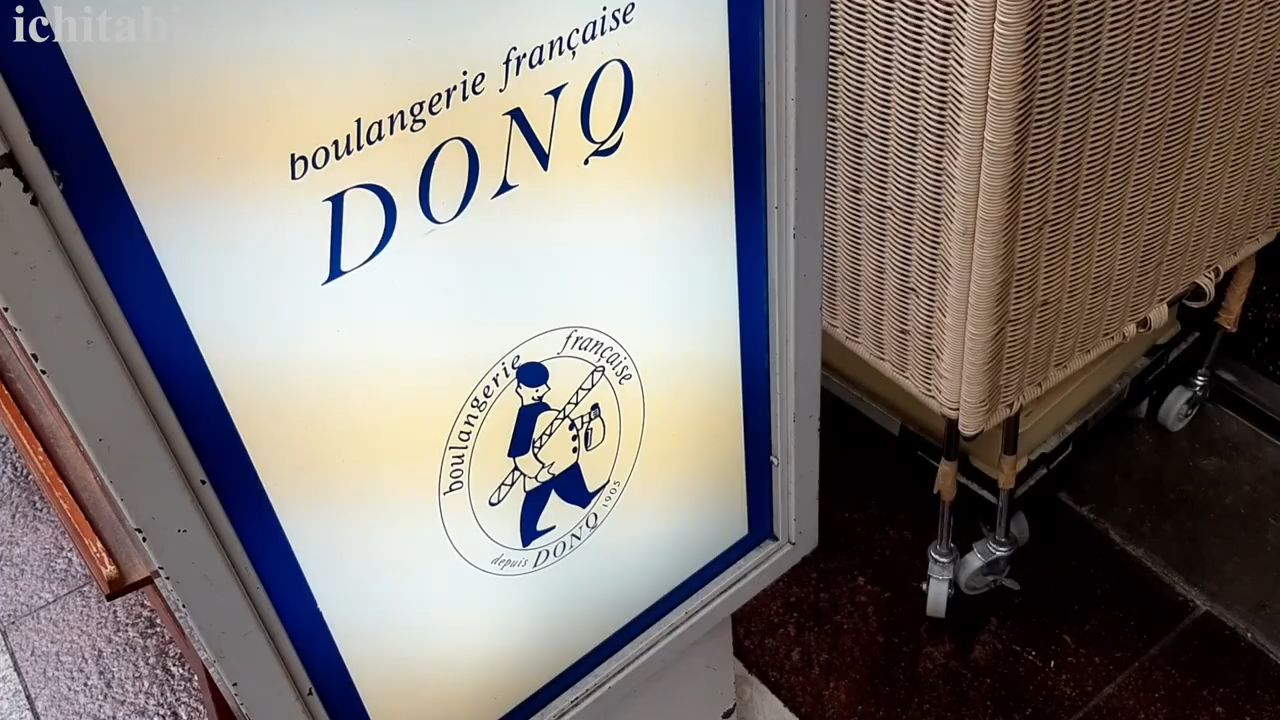 ichitabi
boulangerie française
DONQ
boulangerie française
depuis DONQ 1905